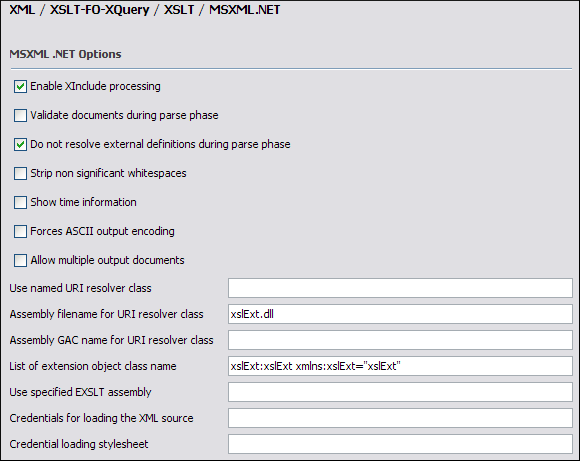 XML / XSLT-FO-XQuery / XSLT / MSXML.NET
MSXML .NET Options
Enable XInclude processing
Validate documents during parse phase
Do not resolve external definitions during parse phase
Strip non significant whitespaces
Show time information
Forces ASCII output encoding
Allow multiple output documents
Use named URI resolver class
Assembly filename for URI resolver class xslExt.dll
Assembly GAC name for URI resolver class
List of extension object class name xslExt:xslExt xmlns:xslExt="xslExt"
Use specified EXSLT assembly
Credentials for loading the XML source
Credential loading stylesheet